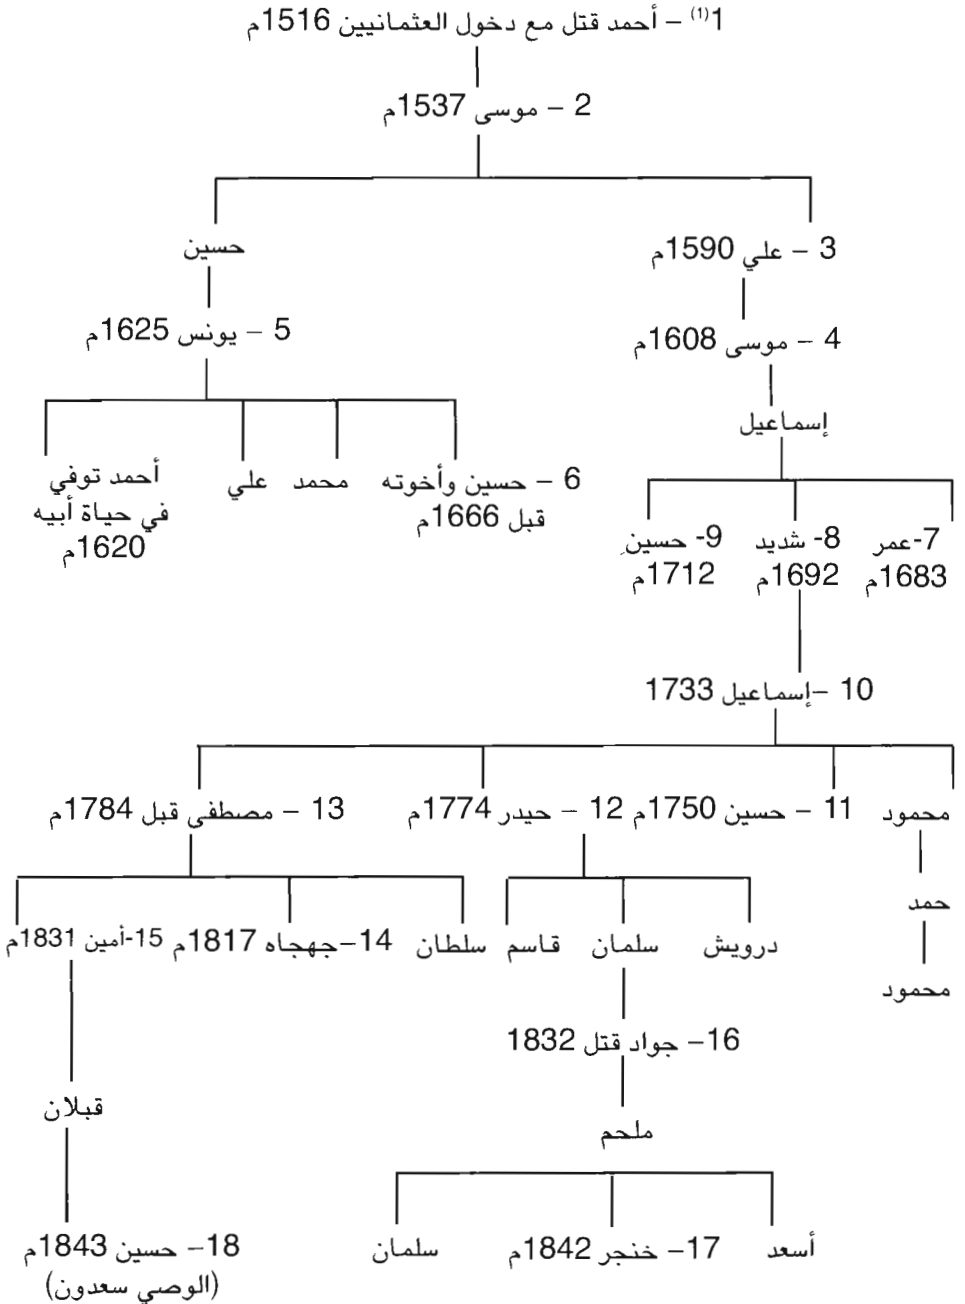 1(1) – أحمد قتل مع دخول العثمانيين 1516م
2 – موسى 1537م
3 – علي 1590م
حسين
4 – موسى 1608م
5 – يونس 1625م
إسماعيل
6 – حسين وأخوته
قبل 1666م
محمد
علي
أحمد توفي
في حياة أبيه
1620م
7-عمر
1683م
8- شديد
1692م
9- حسين
1712م
10 –إسماعيل 1733
محمود
11 – حسين 1750م
12 – حيدر 1774م
13 – مصطفى قبل 1784م
حمد
محمود
درويش
سلمان
قاسم
سلطان
14–جهجاه 1817م
15-أمين 1831م
16– جواد قتل 1832
قبلان
ملحم
أسعد
17– خنجر 1842م
سلمان
18– حسين 1843م
(الوصي سعدون)